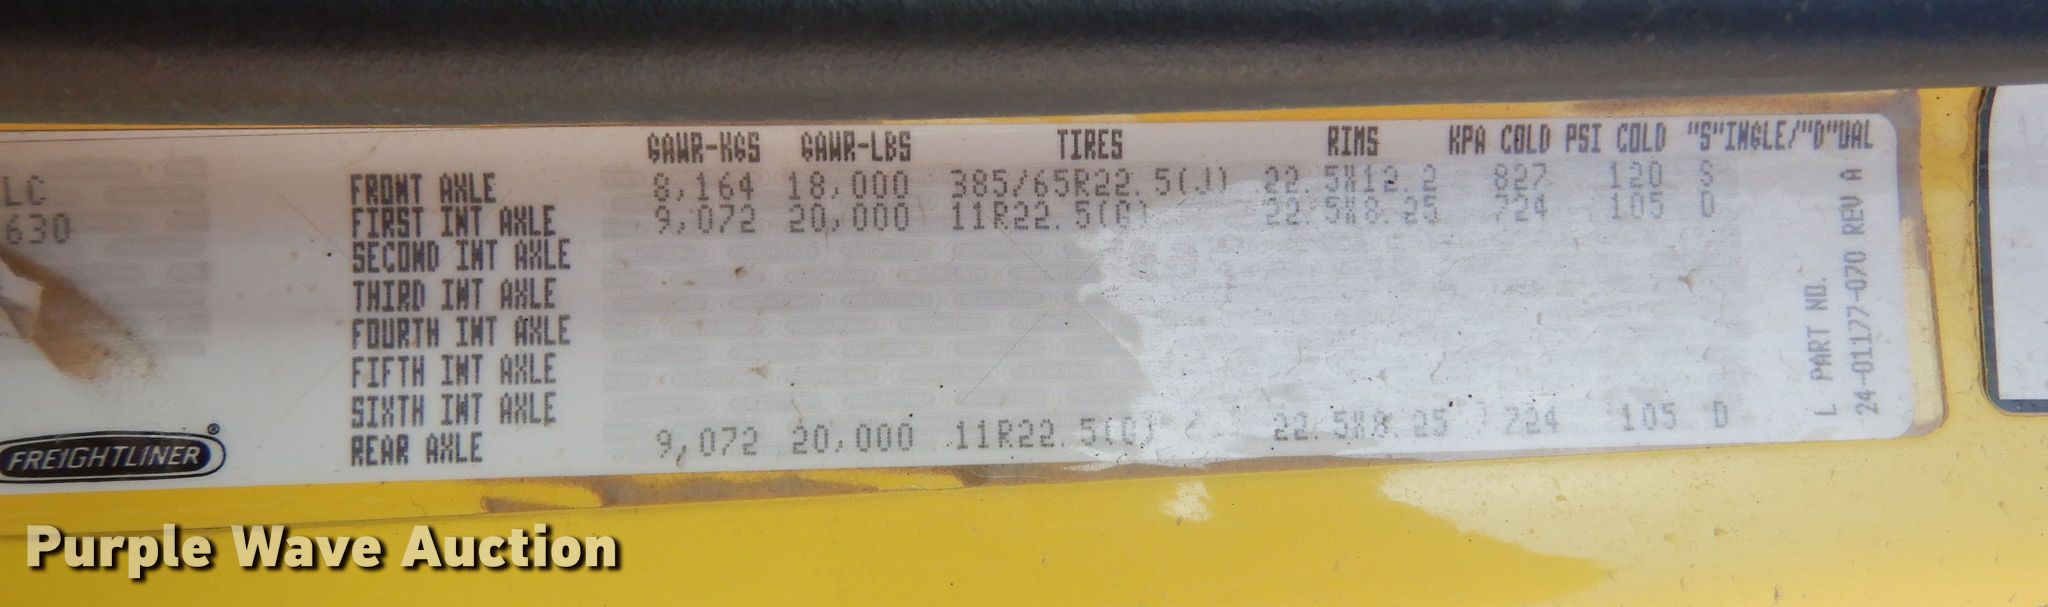 GAWR-KGS GAWR-LBS TIRES RIMS KPA COLD PSI COLD "S"INGLE/"D"UAL
LC FRONT AXLE 8,164 18,000 385/65R22.5(J) 22.5X12.2 827 120 S
630 FIRST INT AXLE 9,072 20,000 11R22.5(G) 22.5X8.25 724 105 D
SECOND INT AXLE
THIRD INT AXLE
FOURTH INT AXLE
FIFTH INT AXLE
SIXTH INT AXLE
REAR AXLE 9,072 20,000 11R22.5(G) 22.5X8.25 724 105 D
FREIGHTLINER®
L PART NO.
24-01177-070 REV A
Purple Wave Auction